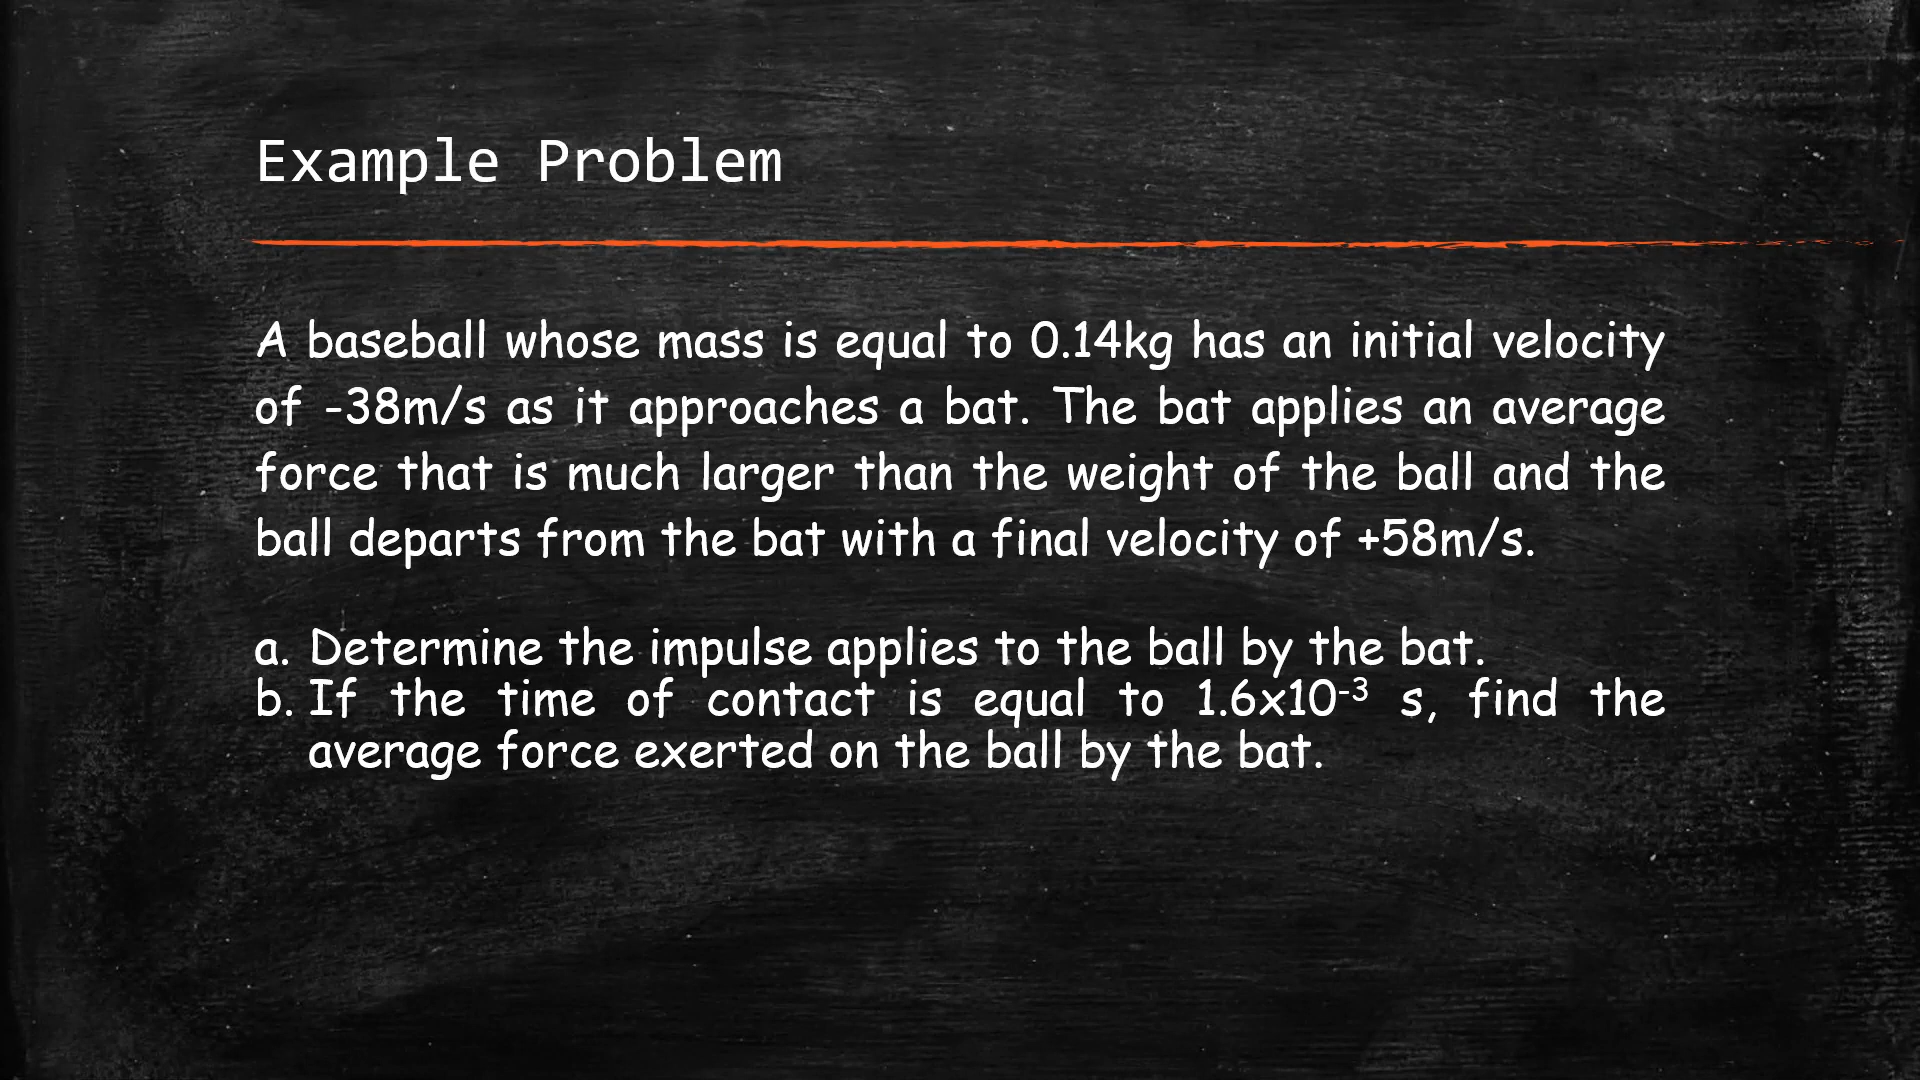 Example Problem
A baseball whose mass is equal to 0.14kg has an initial velocity
of -38m/s as it approaches a bat. The bat applies an average
force that is much larger than the weight of the ball and the
ball departs from the bat with a final velocity of +58m/s.
a. Determine the impulse applies to the ball by the bat.
b. If the time of contact is equal to 1.6x10⁻³ s, find the
average force exerted on the ball by the bat.